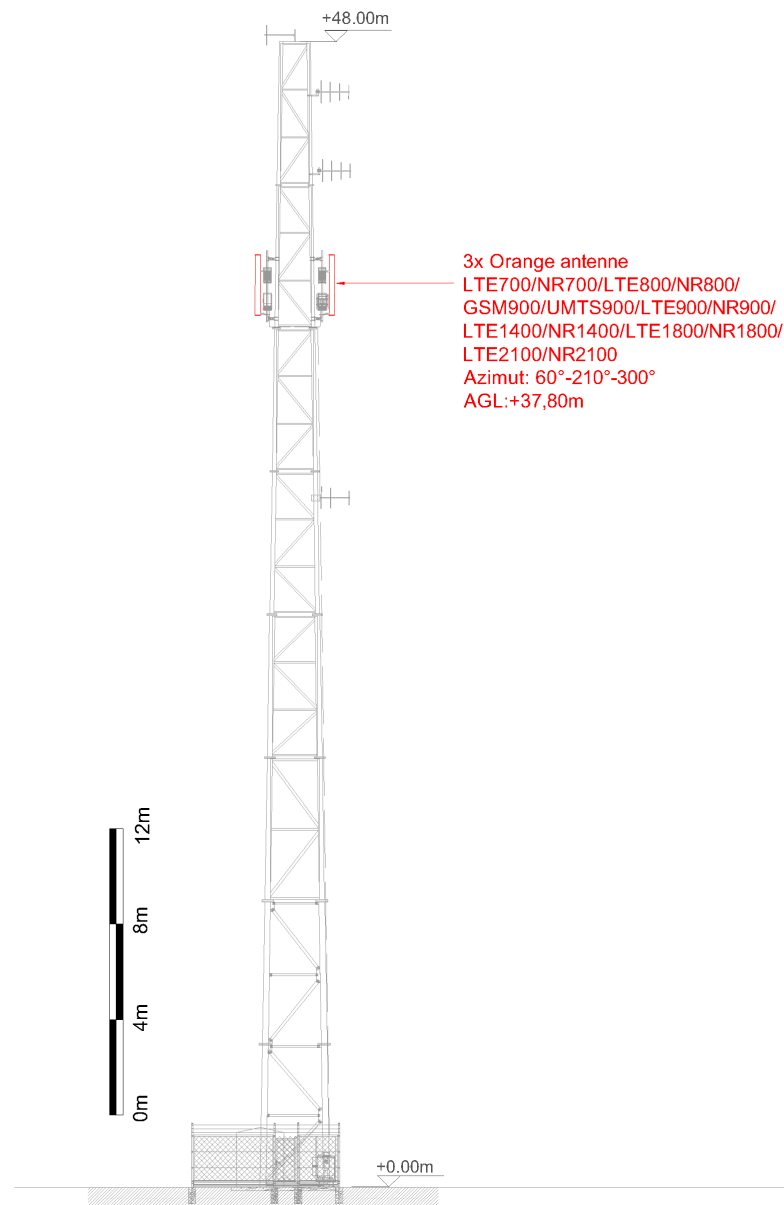 +48.00m
3x Orange antenne
LTE700/NR700/LTE800/NR800/
GSM900/UMTS900/LTE900/NR900/
LTE1400/NR1400/LTE1800/NR1800/
LTE2100/NR2100
Azimut: 60°-210°-300°
AGL:+37,80m
12m
8m
4m
0m
+0.00m